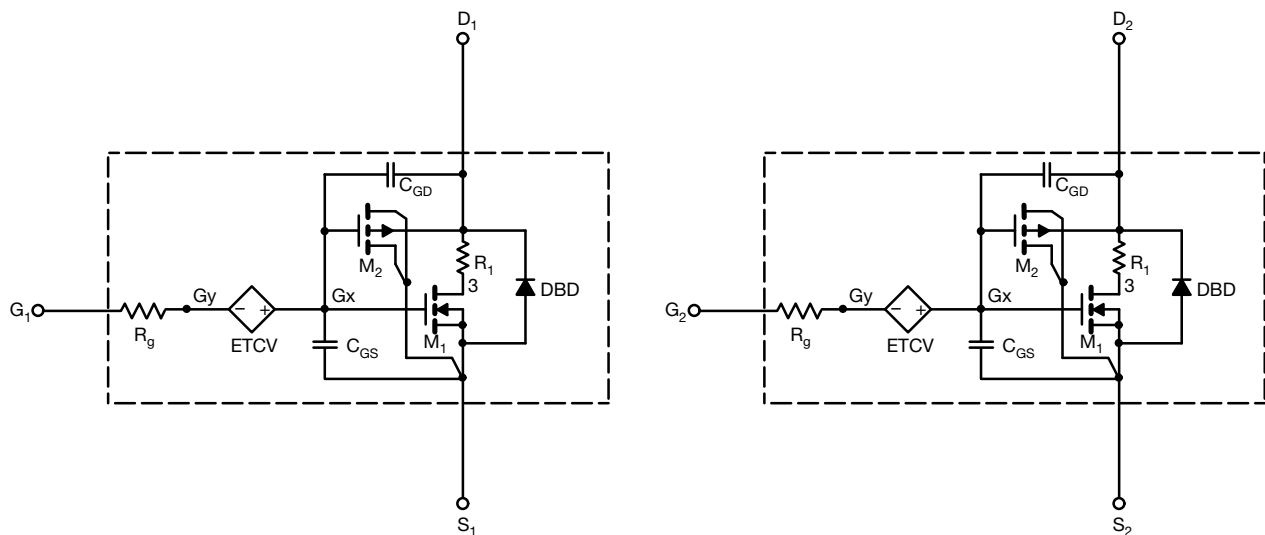 D1
D2
CGD
CGD
M2
R1
3
DBD
M2
R1
3
DBD
G1
Rg
Gy
− +
ETCV
Gx
CGS
M1
G2
Rg
Gy
− +
ETCV
Gx
CGS
M1
S1
S2